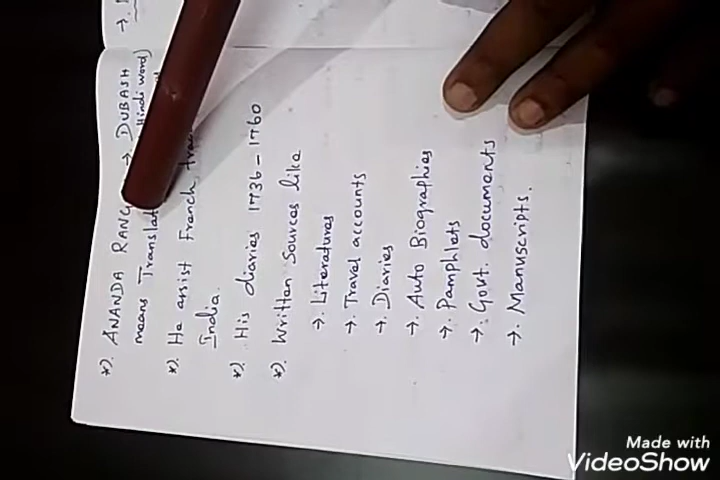 *). ANANDA RANG → DUBASH
means Translat Hindi word)
*). He assist French
India.
*). His diaries 1736 - 1760
*). Written Sources like
→. Literatures
→. Travel accounts
→. Diaries
→. Auto Biographies
→. Pamphlets
→. Govt. documents
→. Manuscripts.
Made with
VideoShow